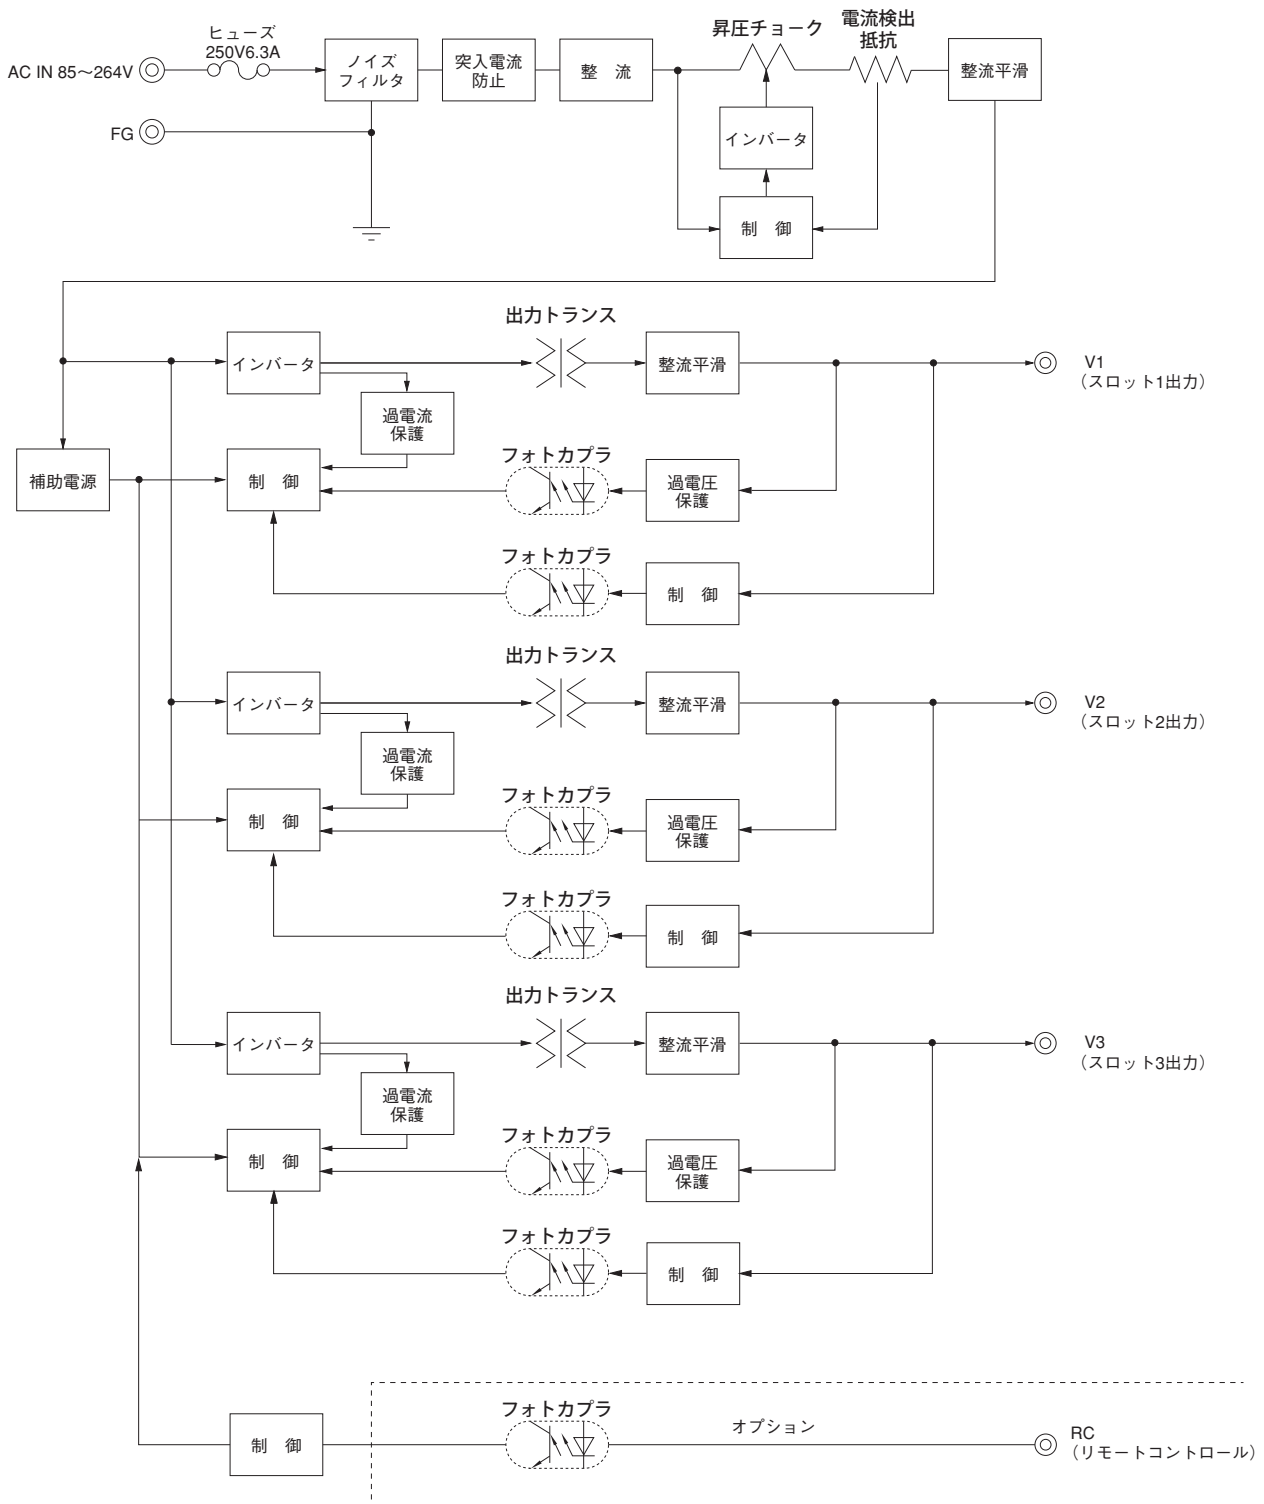 ヒューズ
250V6.3A
AC IN 85〜264V
ノイズ
フィルタ
突入電流
防止
整 流
昇圧チョーク
電流検出
抵抗
整流平滑
FG
インバータ
制 御
出力トランス
インバータ
整流平滑
V1
（スロット1出力）
過電流
保護
補助電源
制 御
フォトカプラ
過電圧
保護
フォトカプラ
制 御
出力トランス
インバータ
整流平滑
V2
（スロット2出力）
過電流
保護
制 御
フォトカプラ
過電圧
保護
フォトカプラ
制 御
出力トランス
インバータ
整流平滑
V3
（スロット3出力）
過電流
保護
制 御
フォトカプラ
過電圧
保護
フォトカプラ
制 御
制 御
フォトカプラ
オプション
RC
（リモートコントロール）